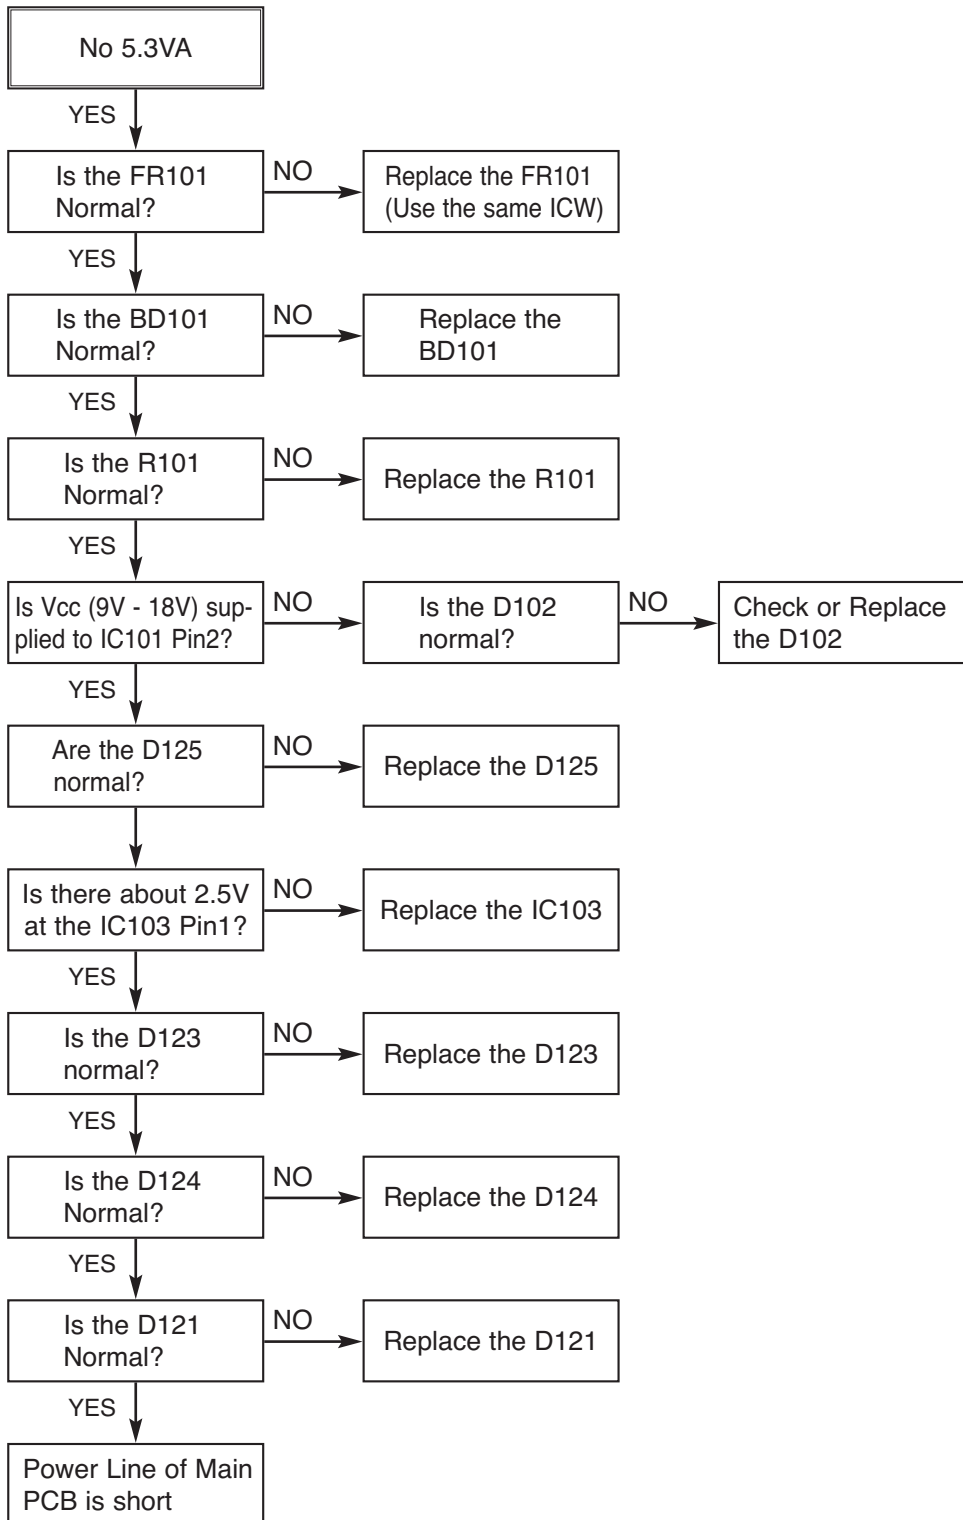 No 5.3VA
YES
Is the FR101
Normal?
NO
Replace the FR101
(Use the same ICW)
YES
Is the BD101
Normal?
NO
Replace the
BD101
YES
Is the R101
Normal?
NO
Replace the R101
YES
Is Vcc (9V - 18V) sup-
plied to IC101 Pin2?
NO
Is the D102
normal?
NO
Check or Replace
the D102
YES
Are the D125
normal?
NO
Replace the D125
Is there about 2.5V
at the IC103 Pin1?
NO
Replace the IC103
YES
Is the D123
normal?
NO
Replace the D123
YES
Is the D124
Normal?
NO
Replace the D124
YES
Is the D121
Normal?
NO
Replace the D121
YES
Power Line of Main
PCB is short